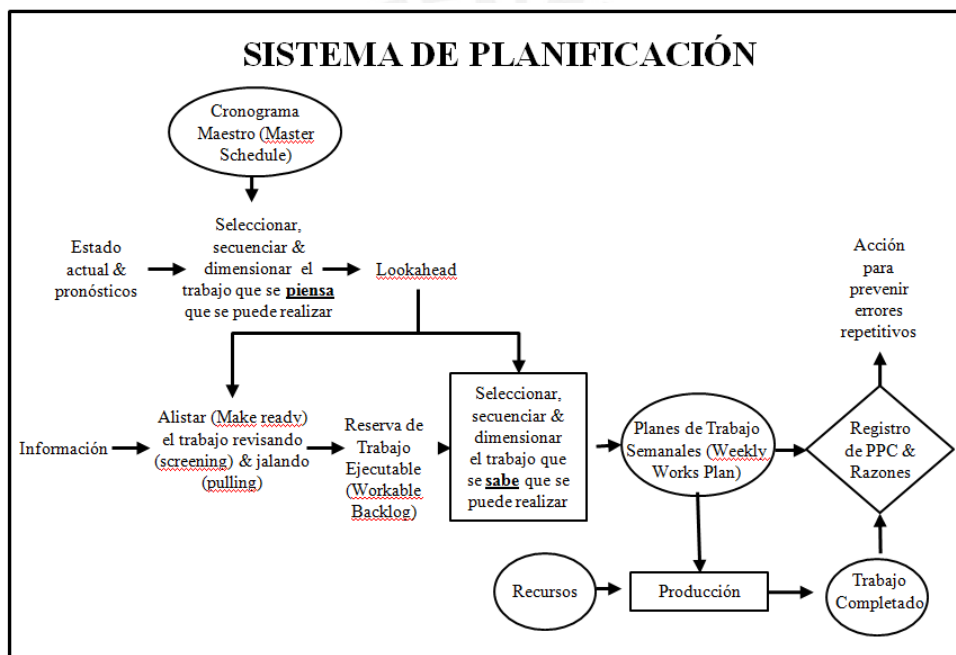 SISTEMA DE PLANIFICACIÓN
Cronograma
Maestro (Master
Schedule)
Estado
actual &
pronósticos
Seleccionar,
secuenciar &
dimensionar el
trabajo que se piensa
que se puede realizar
Lookahead
Acción
para
prevenir
errores
repetitivos
Información
Alistar (Make ready)
el trabajo revisando
(screening) & jalando
(pulling)
Reserva de
Trabajo
Ejecutable
(Workable
Backlog)
Seleccionar,
secuenciar &
dimensionar
el trabajo que
se sabe que se
puede realizar
Planes de Trabajo
Semanales (Weekly
Works Plan)
Registro
de PPC &
Razones
Recursos
Producción
Trabajo
Completado